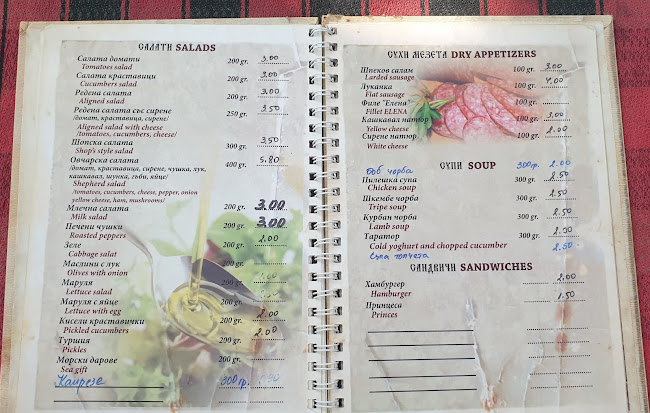 САЛАТИ SALADS
Салата домати 200 gr. 3,00
Tomatoes salad
Салата краставици 200 gr. 3,00
Cucumbers salad
Редена салата 200 gr. 3,00
Aligned salad
Редена салата със сирене 250 gr. 3,50
/домат, краставица, сирене/
Aligned salad with cheese
/tomatoes, cucumbers, cheese/
Шопска салата 300 gr. 3,50
Shop's style salad
Овчарска салата 400 gr. 5,80
/домат, краставица, сирене, чушка, лук,
кашкавал, шунка, гъби, яйце/
Shepherd salad
/tomatoes, cucumbers, cheese, pepper, onion
yellow cheese, ham, mushrooms/
Млечна салата 200 gr. 3.00
Milk salad
Печени чушки 200 gr. 3.00
Roasted peppers
Зеле 200 gr. 2,00
Cabbage salad
Маслини с лук 200 gr.
Olives with onion
Маруля 200 gr.
Lettuce salad
Маруля с яйце 200 gr.
Lettuce with egg
Кисели краставички 200 gr. 2,00
Pickled cucumbers
Туршия 200 gr.
Pickles
Морски дарове 200 gr.
Sea gift
Капрезе 300 гр.
СУХИ МЕЗЕТА DRY APPETIZERS
Шпеков салам 100 gr. 3,00
Larded sausage
Луканка 100 gr. 4,00
Flat sausage
Филе "Елена" 100 gr.
Fillet ELENA
Кашкавал натюр 100 gr. 3,00
Yellow cheese
Сирене натюр 100 gr. 2,00
White cheese
СУПИ SOUP
Боб чорба 300 гр. 2.00
Пилешка супа 300 gr. 2.50
Chicken soup
Шкембе чорба 300 gr. 2.50
Tripe soup
Курбан чорба 300 gr. 2.50
Lamb soup
Таратор 300 gr. 2.00
Cold yoghurt and chopped cucumber
Супа топчета 2.50
САНДВИЧИ SANDWICHES
Хамбургер 2,00
Hamburger
Принцеса 1.50
Princes